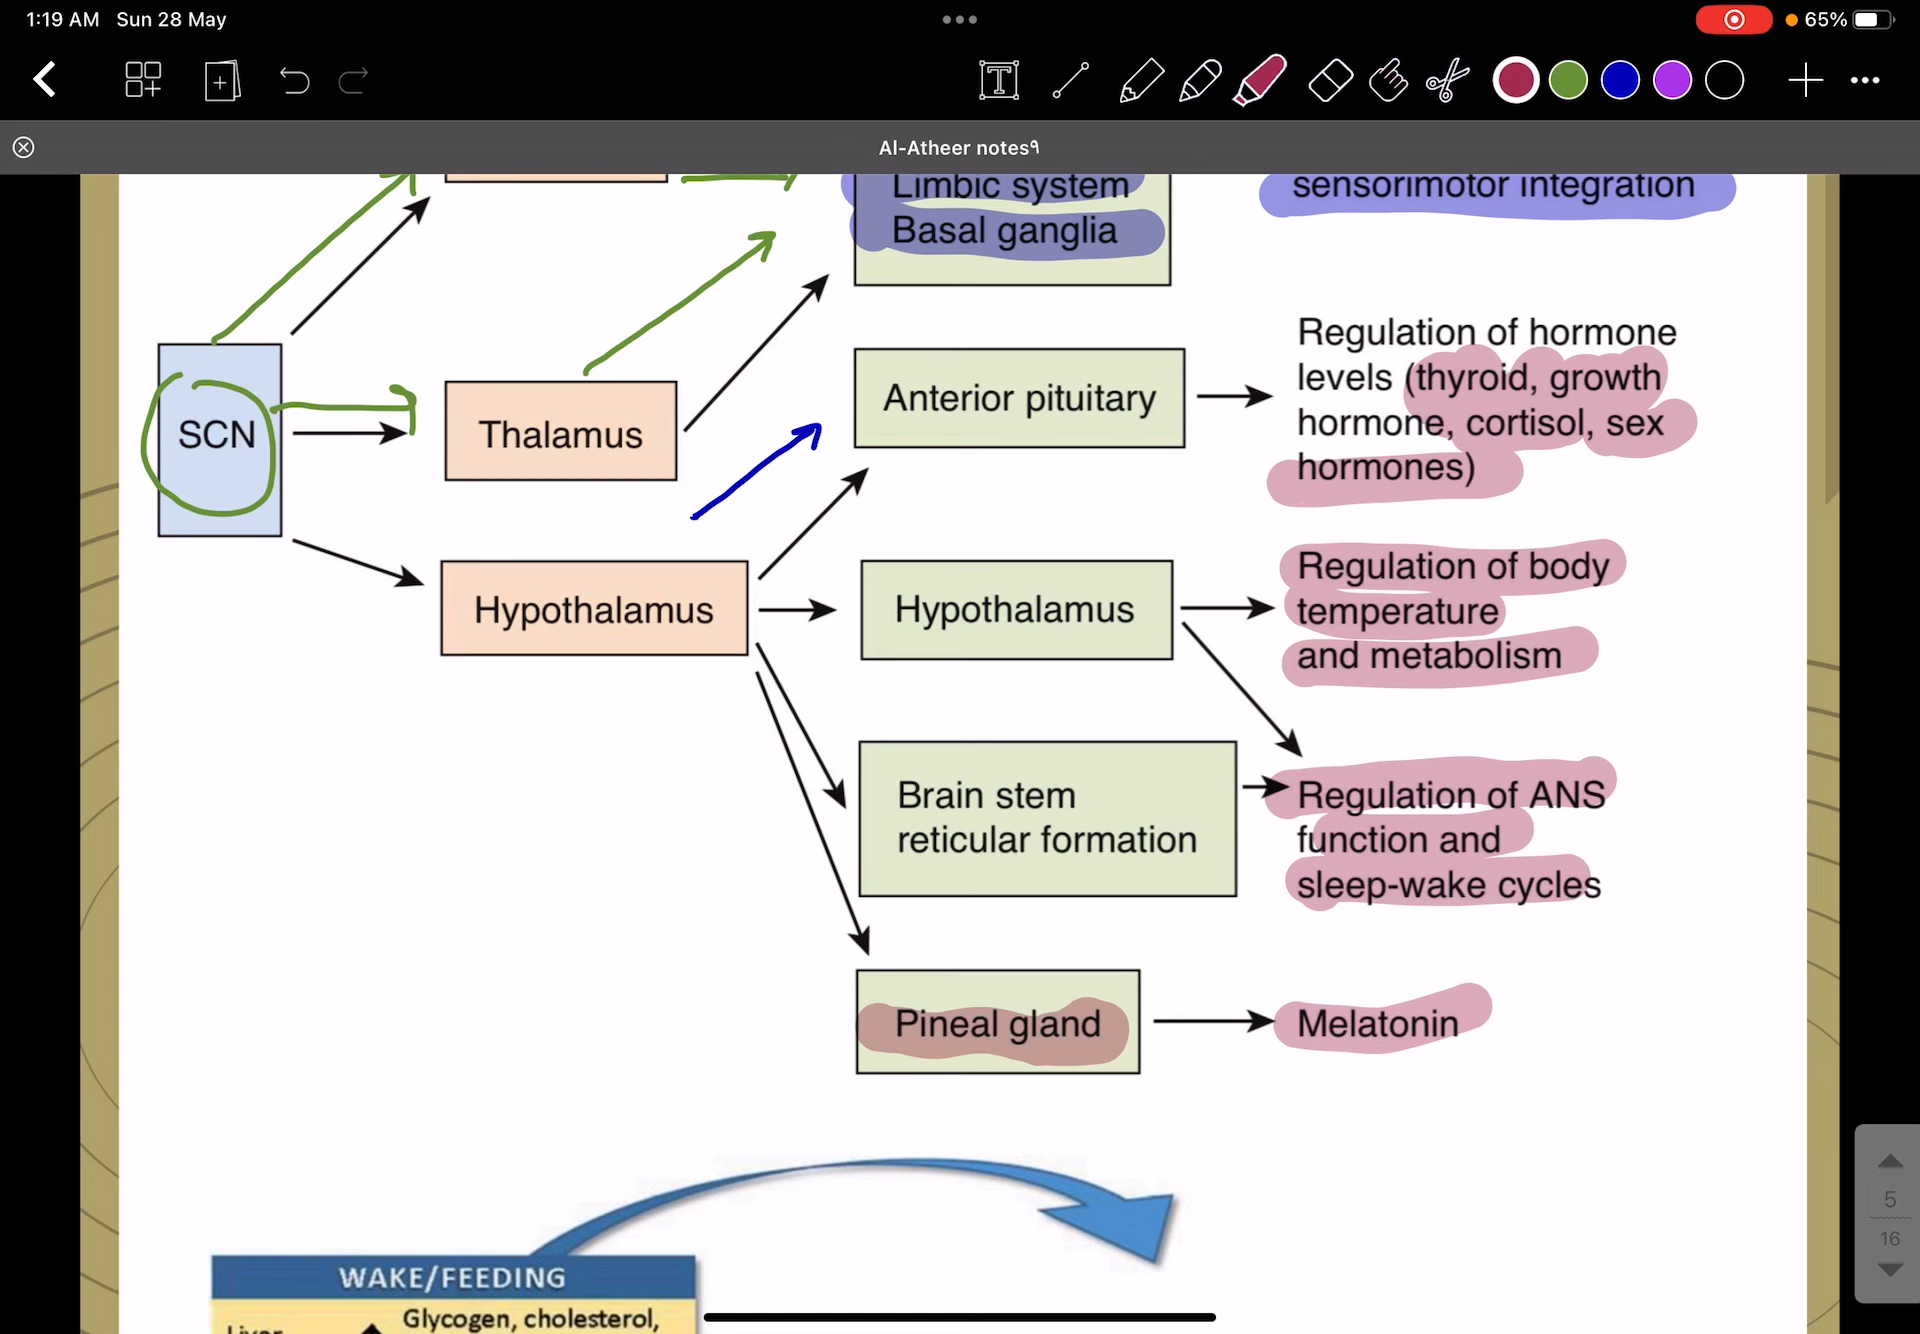 1:19 AM Sun 28 May
65%
Al-Atheer notes٩
Limbic system
Basal ganglia
sensorimotor integration
SCN
Thalamus
Hypothalamus
Anterior pituitary
Regulation of hormone
levels (thyroid, growth
hormone, cortisol, sex
hormones)
Hypothalamus
Regulation of body
temperature
and metabolism
Brain stem
reticular formation
Regulation of ANS
function and
sleep-wake cycles
Pineal gland
Melatonin
5
16
WAKE/FEEDING
Glycogen, cholesterol,
Liver